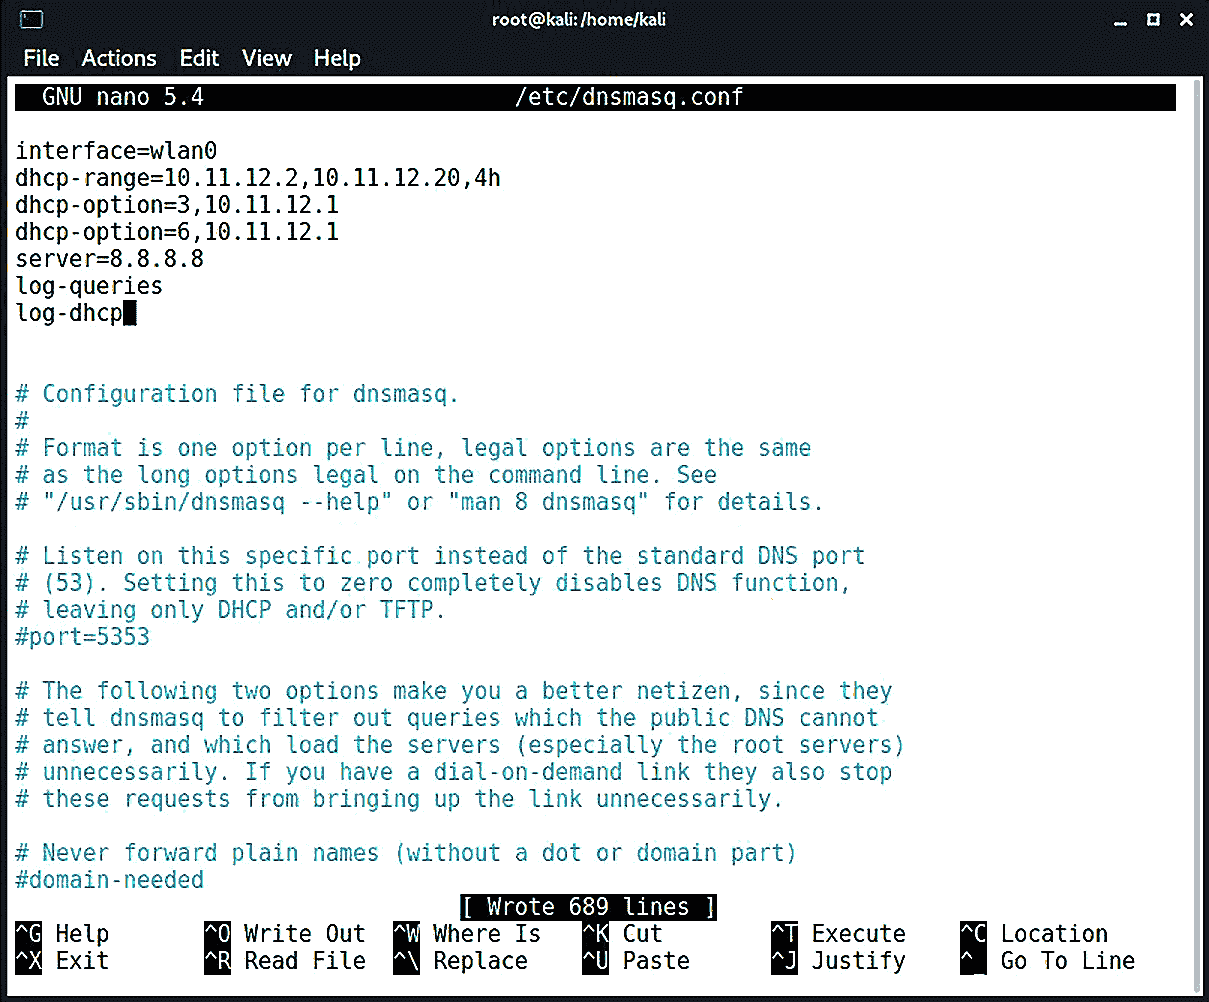 root@kali:/home/kali
File Actions Edit View Help
GNU nano 5.4 /etc/dnsmasq.conf
interface=wlan0
dhcp-range=10.11.12.2,10.11.12.20,4h
dhcp-option=3,10.11.12.1
dhcp-option=6,10.11.12.1
server=8.8.8.8
log-queries
log-dhcp
# Configuration file for dnsmasq.
#
# Format is one option per line, legal options are the same
# as the long options legal on the command line. See
# "/usr/sbin/dnsmasq --help" or "man 8 dnsmasq" for details.
# Listen on this specific port instead of the standard DNS port
# (53). Setting this to zero completely disables DNS function,
# leaving only DHCP and/or TFTP.
#port=5353
# The following two options make you a better netizen, since they
# tell dnsmasq to filter out queries which the public DNS cannot
# answer, and which load the servers (especially the root servers)
# unnecessarily. If you have a dial-on-demand link they also stop
# these requests from bringing up the link unnecessarily.
# Never forward plain names (without a dot or domain part)
#domain-needed
[ Wrote 689 lines ]
^G Help ^O Write Out ^W Where Is ^K Cut ^T Execute ^C Location
^X Exit ^R Read File ^\ Replace ^U Paste ^J Justify ^_ Go To Line